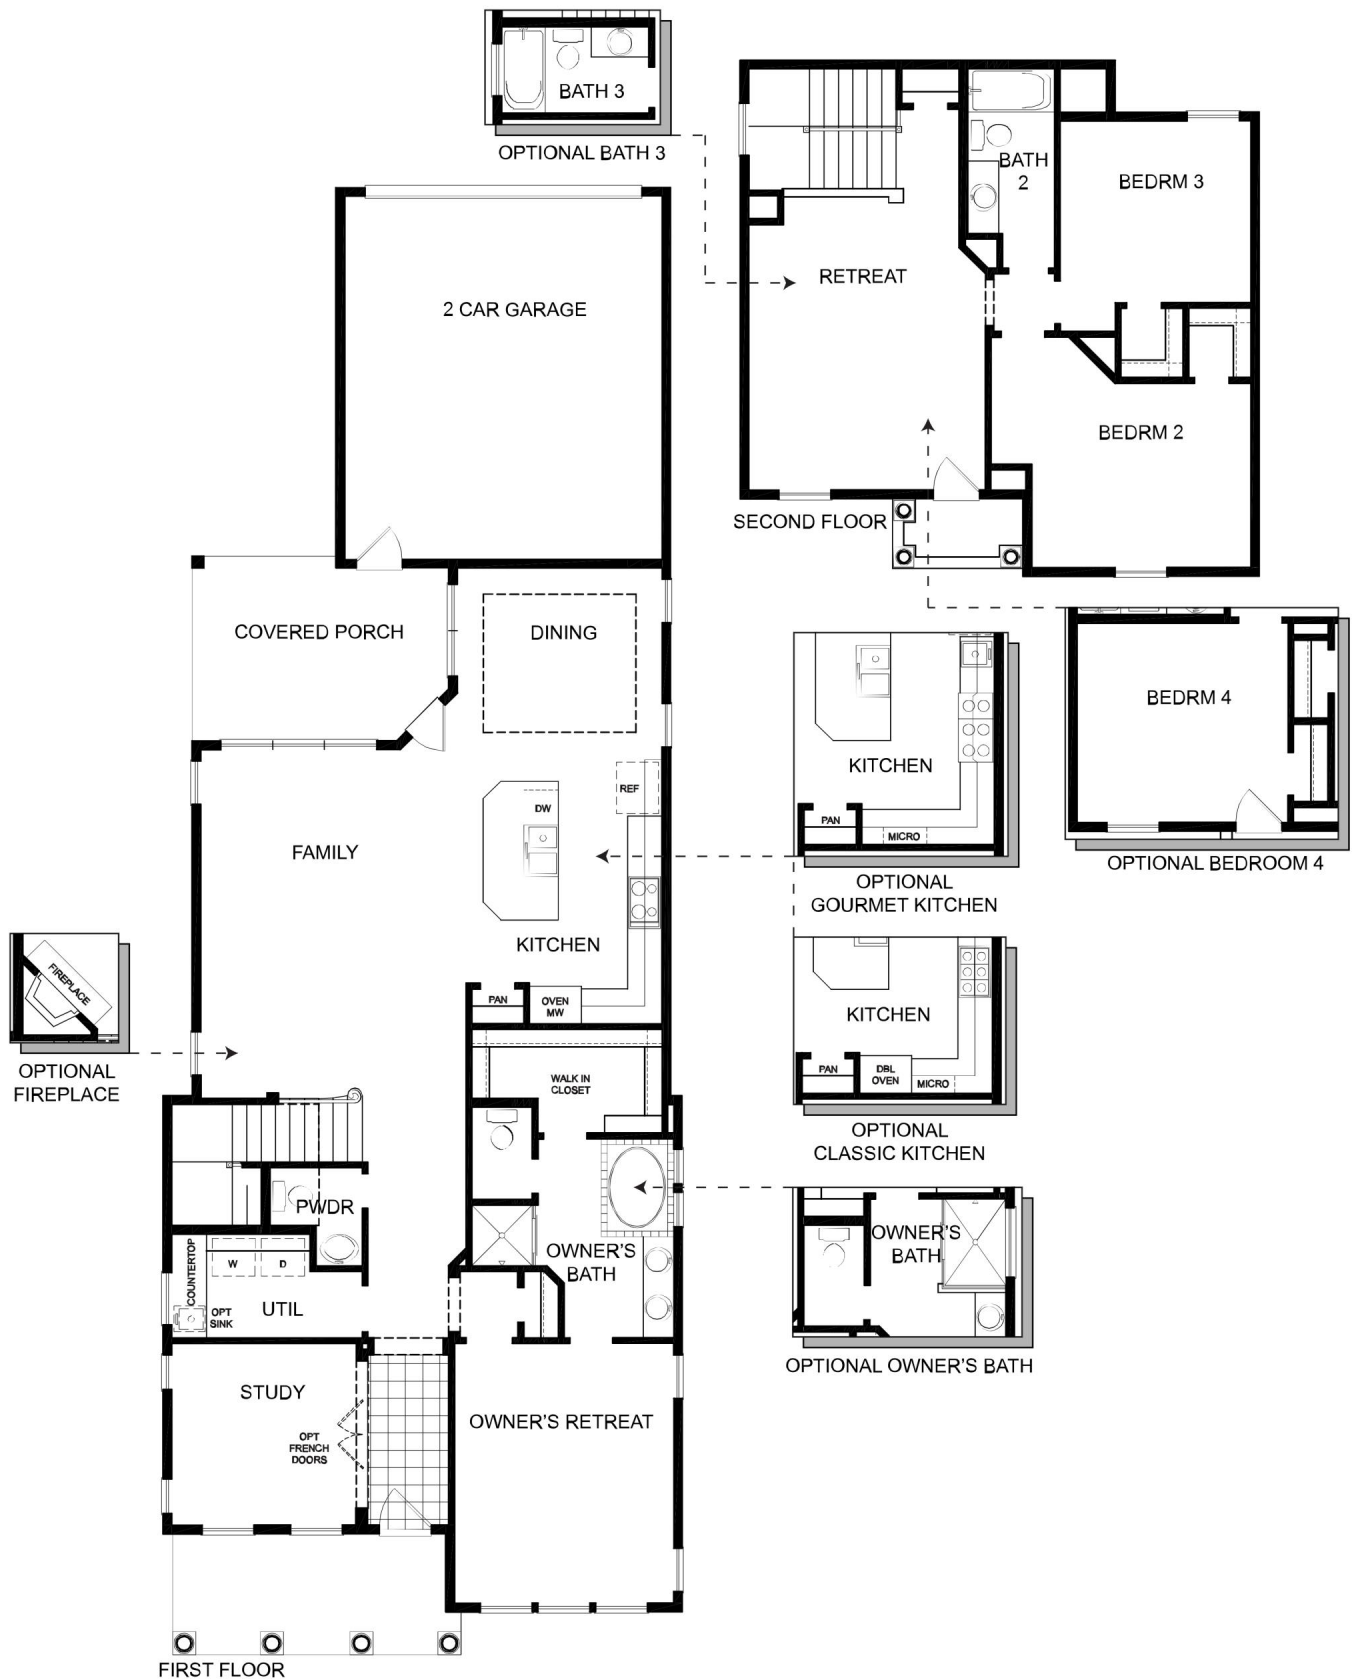 BATH 3
OPTIONAL BATH 3
BATH
2
BEDRM 3
RETREAT
BEDRM 2
SECOND FLOOR
2 CAR GARAGE
COVERED PORCH
DINING
REF
DW
FAMILY
KITCHEN
PAN
OVEN
MW
KITCHEN
PAN
MICRO
OPTIONAL
GOURMET KITCHEN
BEDRM 4
OPTIONAL BEDROOM 4
FIREPLACE
OPTIONAL
FIREPLACE
KITCHEN
PAN
DBL
OVEN
MICRO
OPTIONAL
CLASSIC KITCHEN
WALK IN
CLOSET
PWDR
OWNER'S
BATH
COUNTERTOP
W
D
OPT
SINK
UTIL
OWNER'S
BATH
OPTIONAL OWNER'S BATH
STUDY
OPT
FRENCH
DOORS
OWNER'S RETREAT
FIRST FLOOR